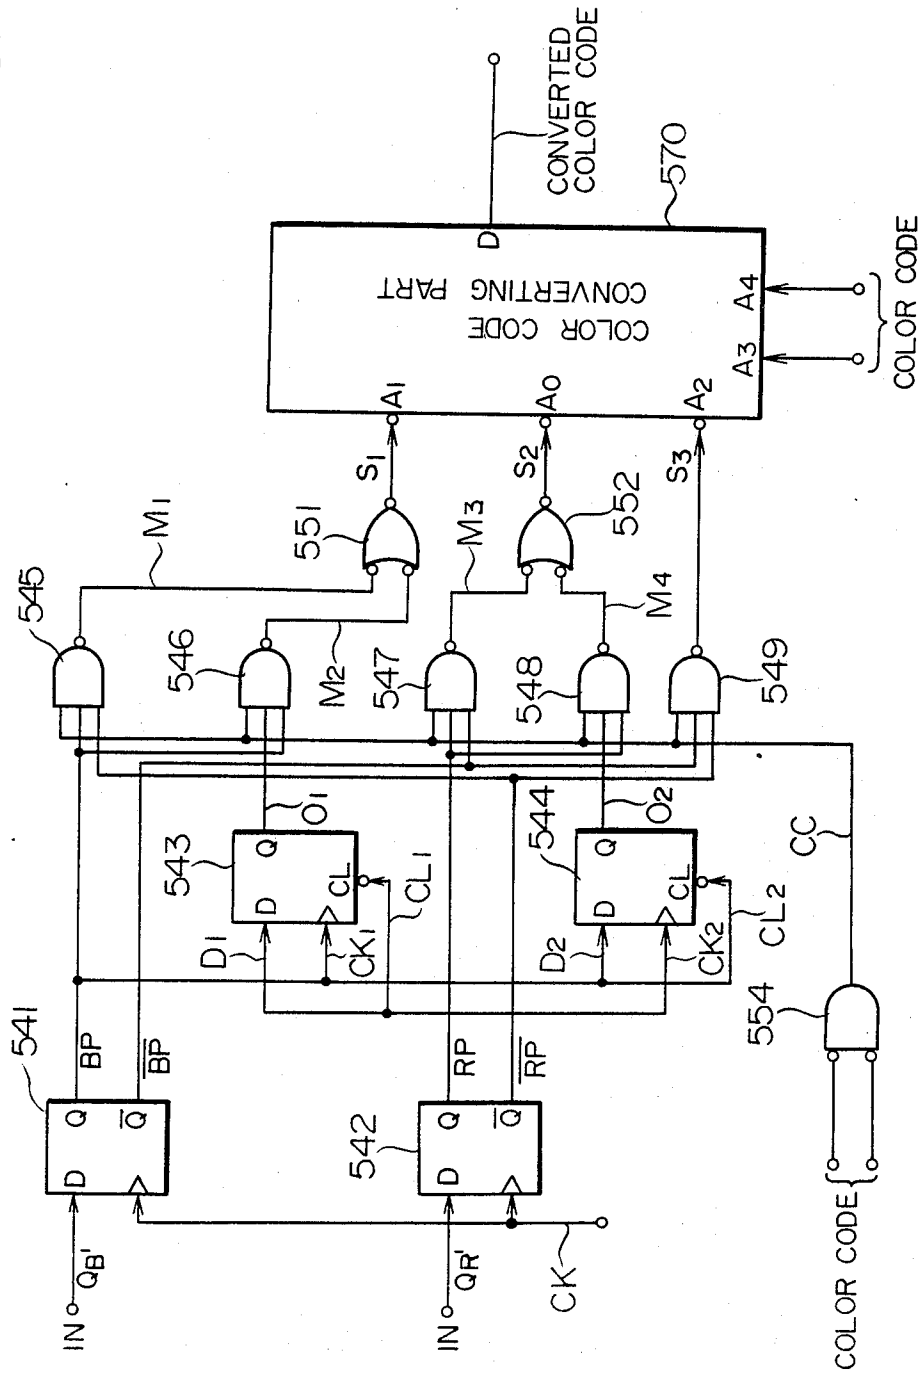 IN
QB'
541
D
Q
Q̅
BP
B̅P̅
IN
QR'
542
D
Q
Q̅
RP
R̅P̅
CK
D1
CK1
543
D
Q
CL
O1
CL1
D2
CK2
544
D
Q
CL
O2
CL2
COLOR CODE
554
CC
545
546
547
548
549
M1
M2
M3
M4
551
552
S1
S2
S3
A1
A0
A2
A3
A4
COLOR CODE
CONVERTING PART
D
570
CONVERTED
COLOR CODE
COLOR CODE